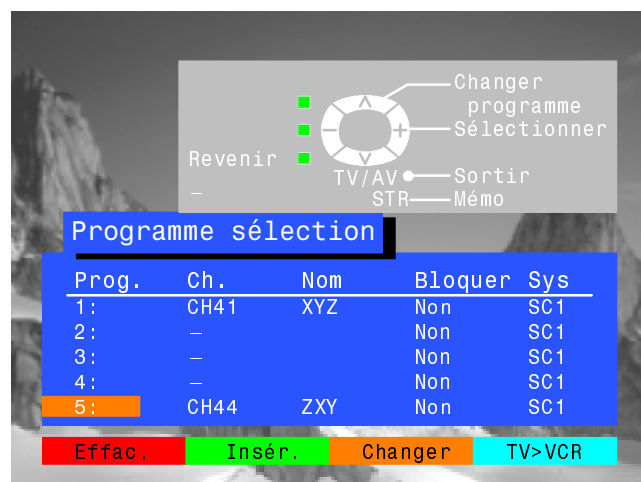 Changer
programme
Sélectionner
Revenir
TV/AV Sortir
– STR Mémo
Programme sélection
Prog. Ch. Nom Bloquer Sys
1: CH41 XYZ Non SC1
2: – Non SC1
3: – Non SC1
4: – Non SC1
5: CH44 ZXY Non SC1
Effac. Insér. Changer TV>VCR